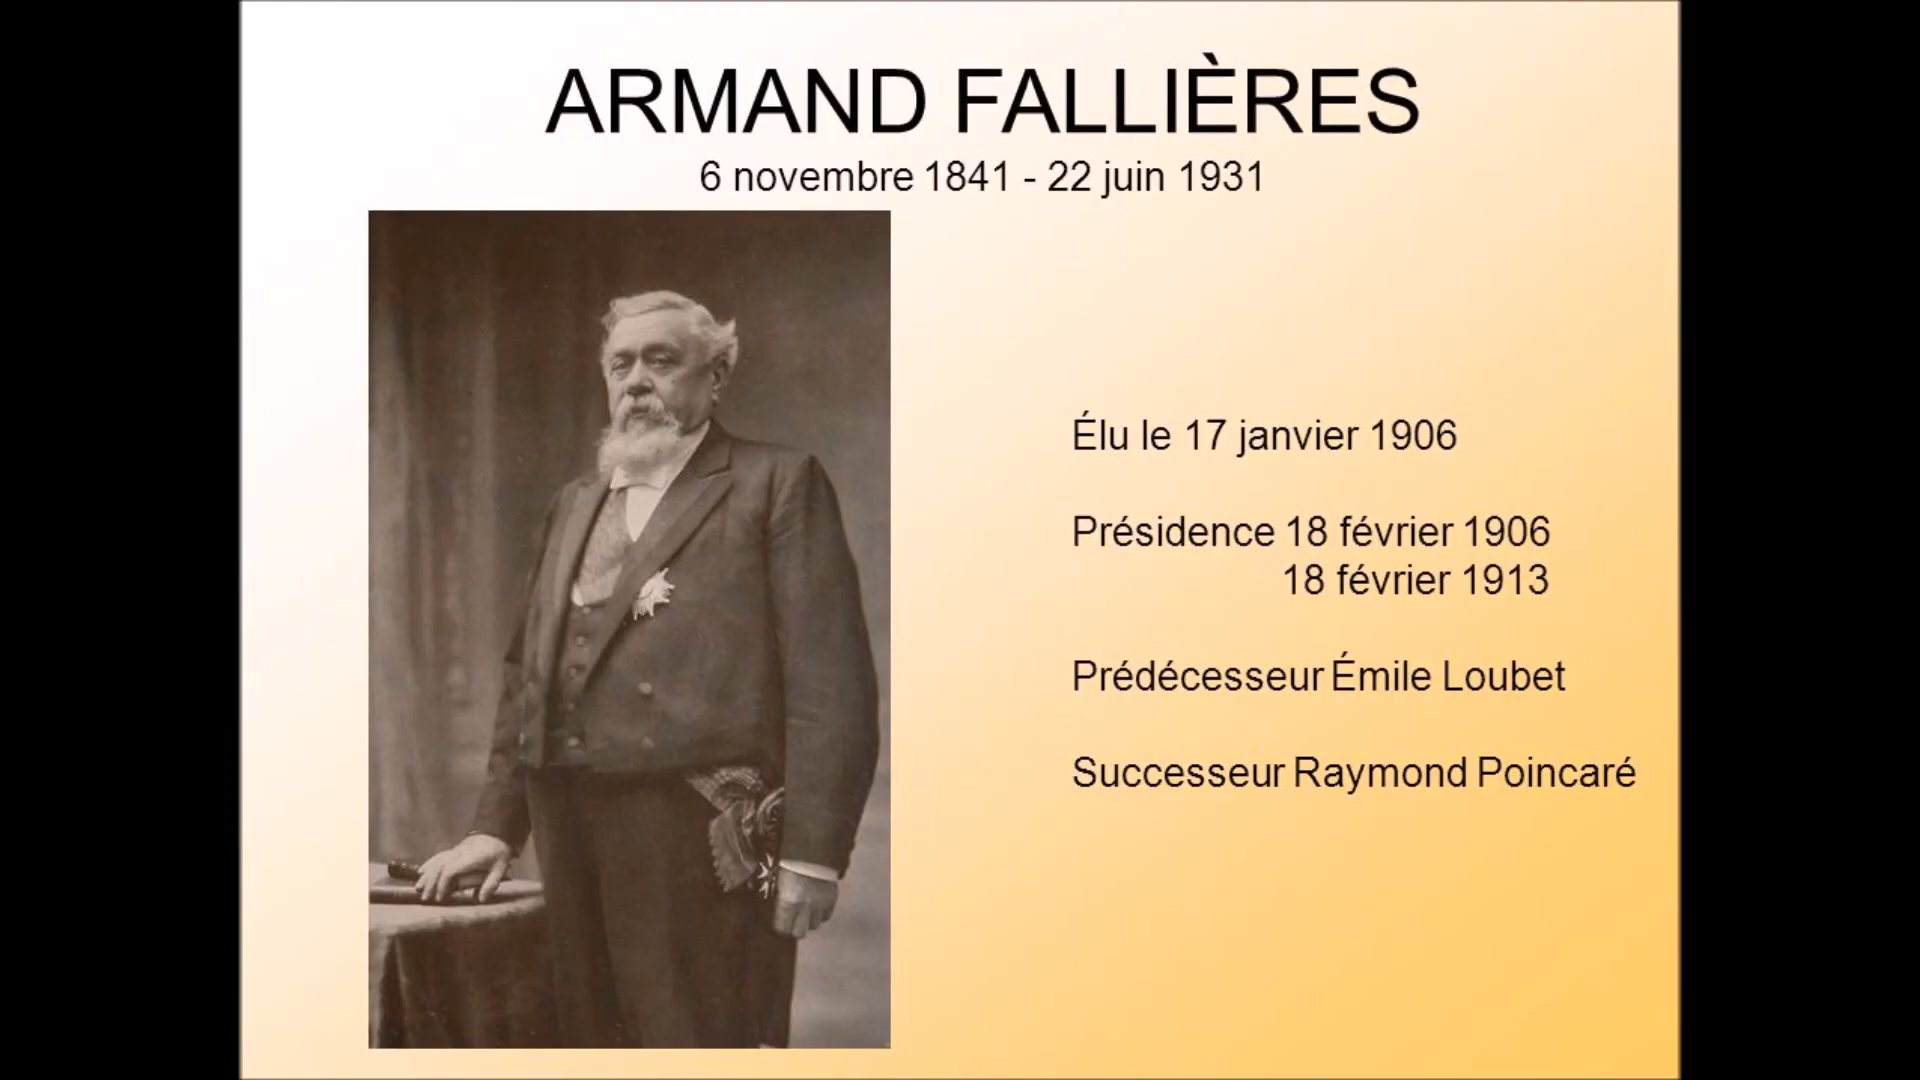 ARMAND FALLIÈRES
6 novembre 1841 - 22 juin 1931
Élu le 17 janvier 1906
Présidence 18 février 1906
18 février 1913
Prédécesseur Émile Loubet
Successeur Raymond Poincaré